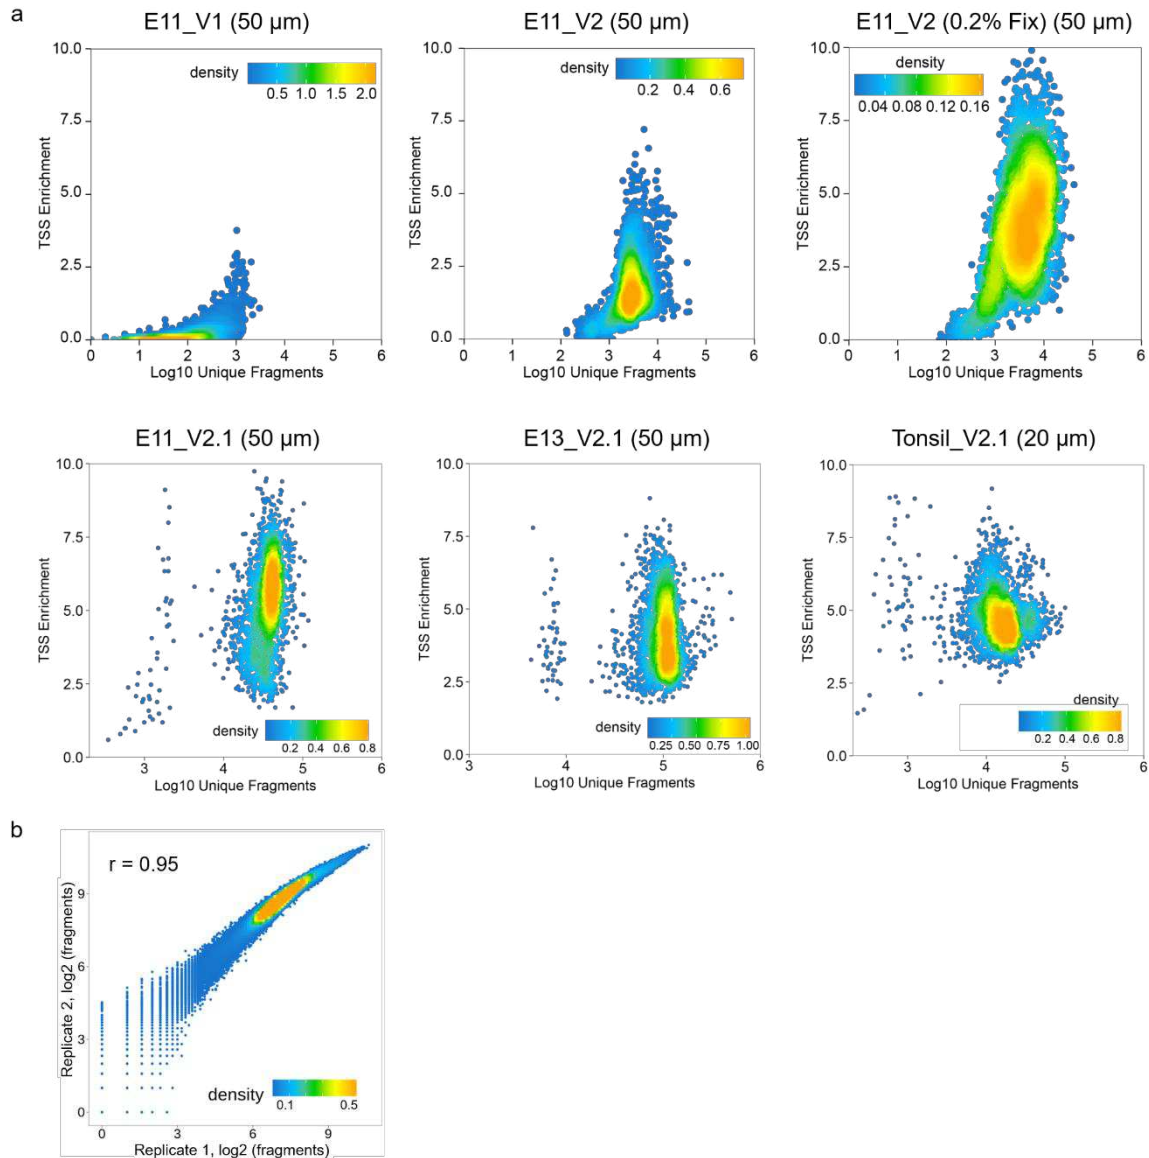 a
E11_V1 (50 µm)
E11_V2 (50 µm)
E11_V2 (0.2% Fix) (50 µm)
10.0
7.5
5.0
2.5
0.0
TSS Enrichment
density
0.5 1.0 1.5 2.0
0 1 2 3 4 5 6
Log10 Unique Fragments
10.0
7.5
5.0
2.5
0.0
TSS Enrichment
density
0.2 0.4 0.6
0 1 2 3 4 5 6
Log10 Unique Fragments
10.0
7.5
5.0
2.5
0.0
TSS Enrichment
density
0.04 0.08 0.12 0.16
0 1 2 3 4 5 6
Log10 Unique Fragments
E11_V2.1 (50 µm)
E13_V2.1 (50 µm)
Tonsil_V2.1 (20 µm)
10.0
7.5
5.0
2.5
0.0
TSS Enrichment
density
0.2 0.4 0.6 0.8
3 4 5 6
Log10 Unique Fragments
10.0
7.5
5.0
2.5
0.0
TSS Enrichment
density
0.25 0.50 0.75 1.00
3 4 5 6
Log10 Unique Fragments
10.0
7.5
5.0
2.5
0.0
TSS Enrichment
density
0.2 0.4 0.6 0.8
3 4 5 6
Log10 Unique Fragments
b
r = 0.95
9
6
3
0
Replicate 2, log2 (fragments)
density
0.1 0.5
0 3 6 9
Replicate 1, log2 (fragments)